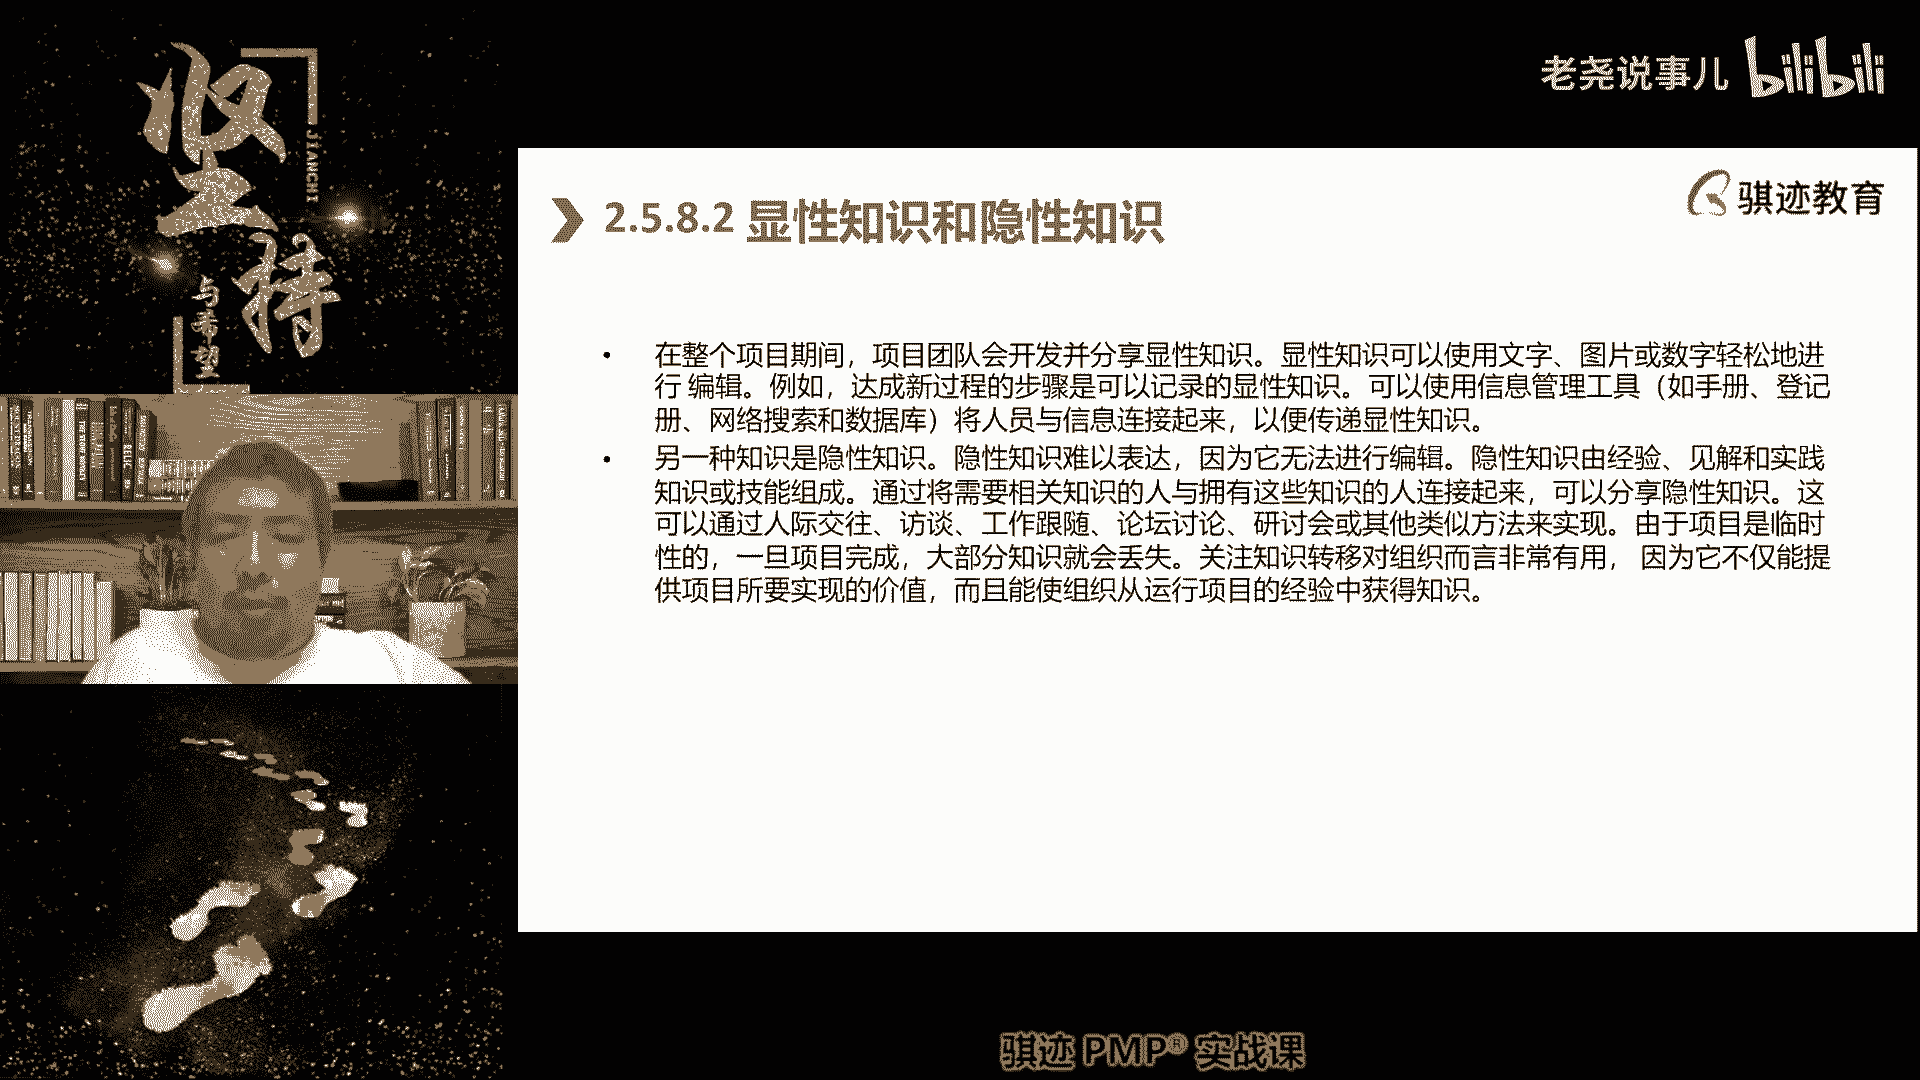 坚持
JIANCHI
与希望
老尧说事儿 bilibili
骐迹教育
2.5.8.2 显性知识和隐性知识
• 在整个项目期间，项目团队会开发并分享显性知识。显性知识可以使用文字、图片或数字轻松地进
行 编辑。例如，达成新过程的步骤是可以记录的显性知识。可以使用信息管理工具（如手册、登记
册、网络搜索和数据库）将人员与信息连接起来，以便传递显性知识。
• 另一种知识是隐性知识。隐性知识难以表达，因为它无法进行编辑。隐性知识由经验、见解和实践
知识或技能组成。通过将需要相关知识的人与拥有这些知识的人连接起来，可以分享隐性知识。这
可以通过人际交往、访谈、工作跟随、论坛讨论、研讨会或其他类似方法来实现。由于项目是临时
性的，一旦项目完成，大部分知识就会丢失。关注知识转移对组织而言非常有用， 因为它不仅能提
供项目所要实现的价值，而且能使组织从运行项目的经验中获得知识。
骐迹 PMP® 实战课